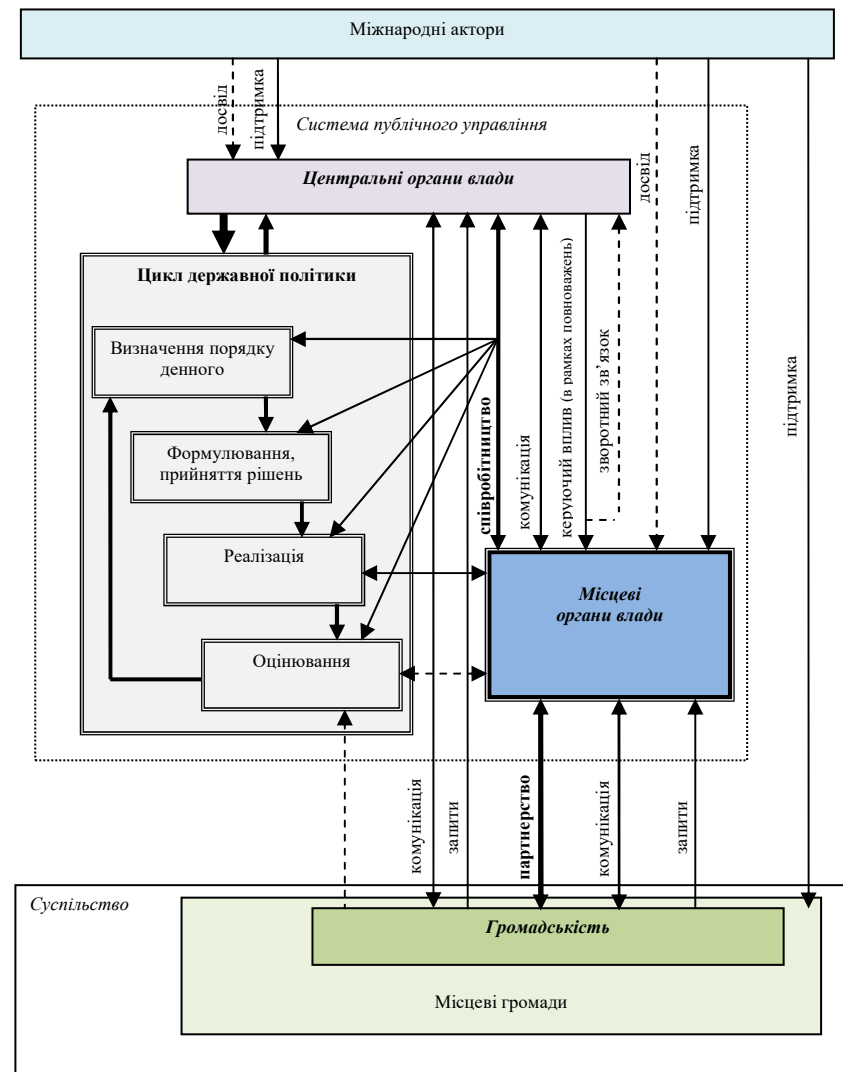 Міжнародні актори
досвід
підтримка
Система публічного управління
досвід
підтримка
підтримка
Центральні органи влади
Цикл державної політики
Визначення порядку
денного
Формулювання,
прийняття рішень
Реалізація
Оцінювання
співробітництво
комунікація
керуючий вплив (в рамках повноважень)
зворотний зв’язок
Місцеві
органи влади
комунікація
запити
партнерство
комунікація
запити
Суспільство
Громадськість
Місцеві громади